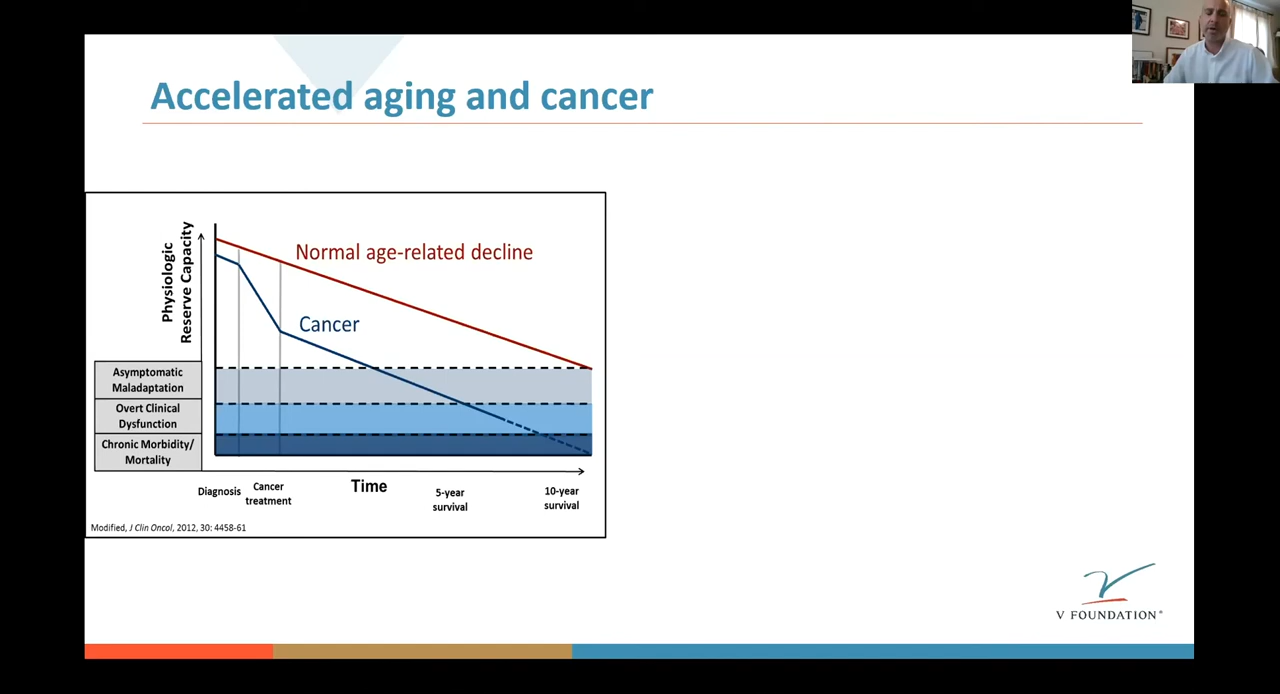 Accelerated aging and cancer
Physiologic
Reserve Capacity
Normal age-related decline
Cancer
Asymptomatic
Maladaptation
Overt Clinical
Dysfunction
Chronic Morbidity/
Mortality
Diagnosis
Cancer
treatment
Time
5-year
survival
10-year
survival
Modified, J Clin Oncol, 2012, 30: 4458-61
V FOUNDATION®